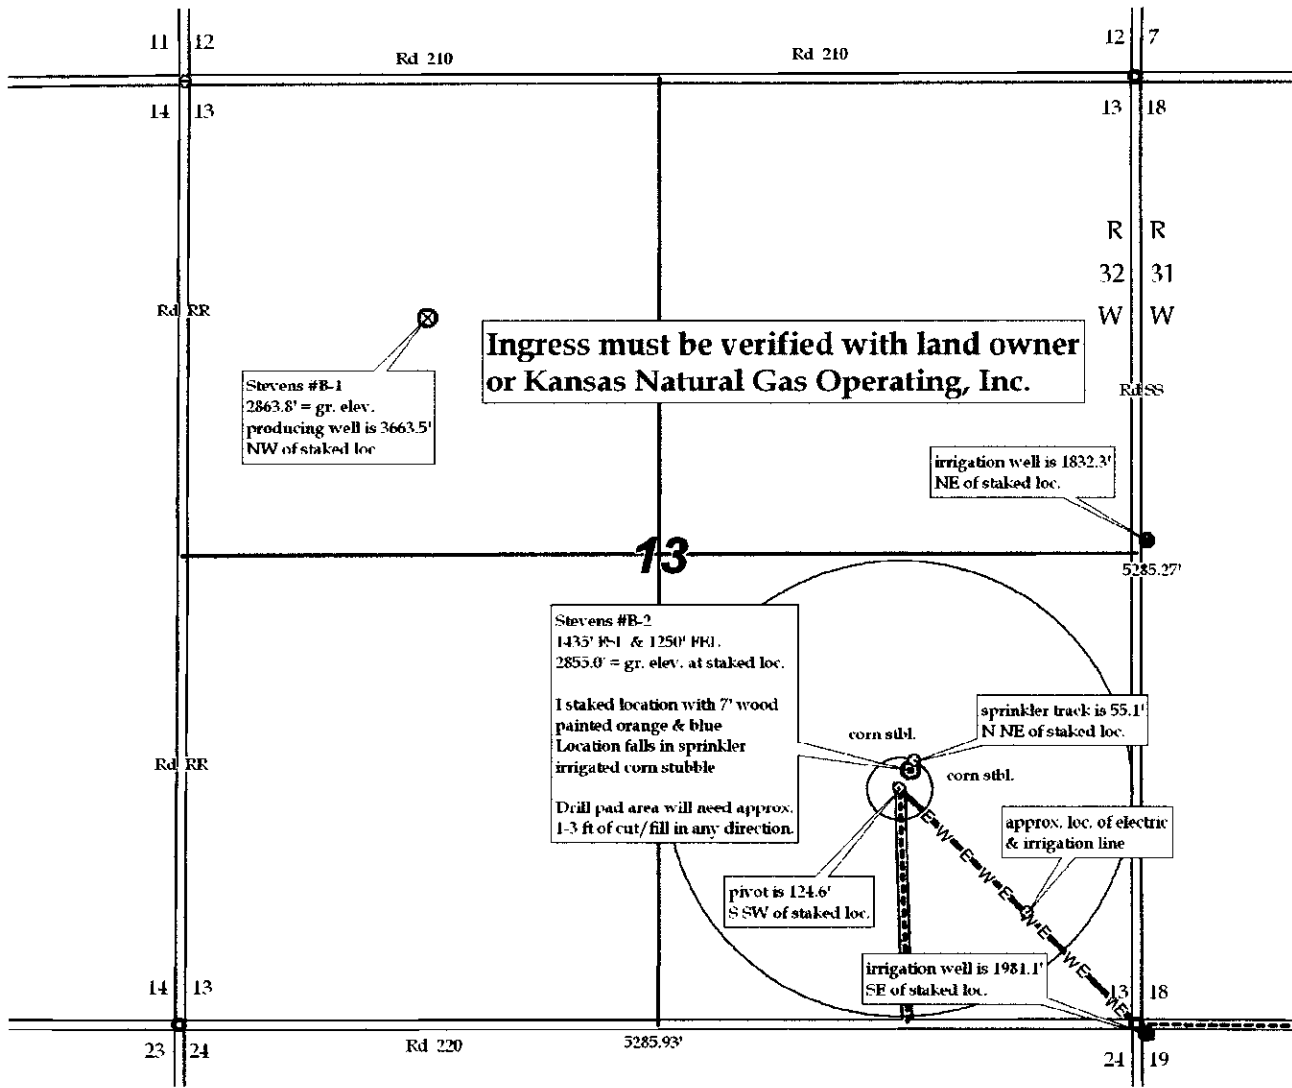 11 12
Rd 210
Rd 210
12 7
14 13
13 18
R R
32 31
W W
Rd RR
Ingress must be verified with land owner
or Kansas Natural Gas Operating, Inc.
Stevens #B-1
2863.8' = gr. elev.
producing well is 3663.5'
NW of staked loc
Rd SS
irrigation well is 1832.3'
NE of staked loc.
13
5285.27'
Stevens #B-2
1435' FSL & 1250' FEL
2855.0' = gr. elev. at staked loc.
I staked location with 7' wood
painted orange & blue
Location falls in sprinkler
irrigated corn stubble
Drill pad area will need approx.
1-3 ft of cut/fill in any direction.
sprinkler track is 55.1'
N NE of staked loc.
corn stbl.
corn stbl.
Rd RR
approx. loc. of electric
& irrigation line
E W E W E W E W E W E
pivot is 124.6'
S SW of staked loc.
irrigation well is 1981.1'
SE of staked loc.
14 13
13 18
23 24
Rd 220
5285.93'
24 19